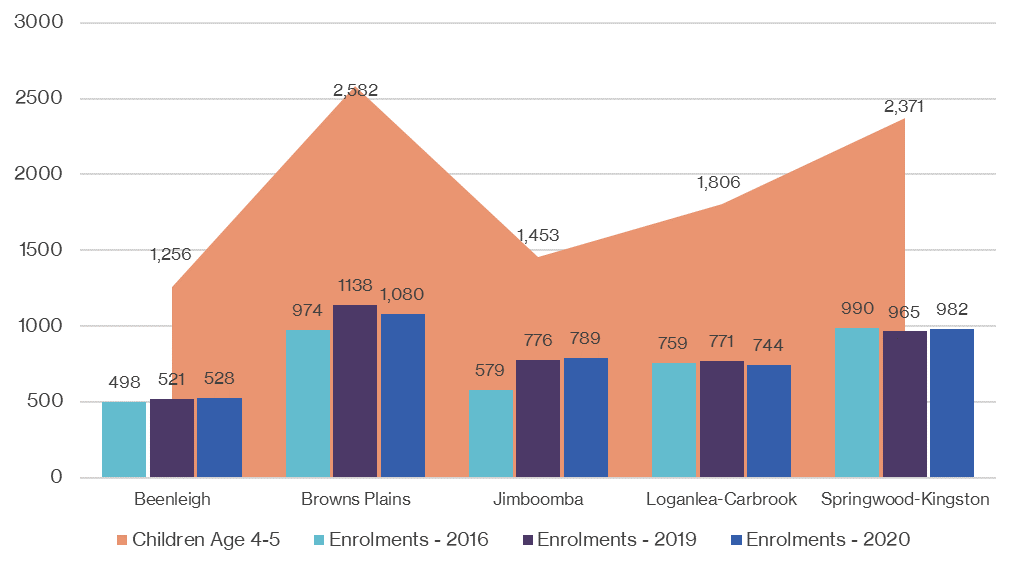 3000
2500
2000
1500
1000
500
0
2,582
2,371
1,806
1,453
1,256
974 1138 1,080
990 965 982
579 776 789
759 771 744
498 521 528
Beenleigh Browns Plains Jimboomba Loganlea-Carbrook Springwood-Kingston
Children Age 4-5 Enrolments - 2016 Enrolments - 2019 Enrolments - 2020